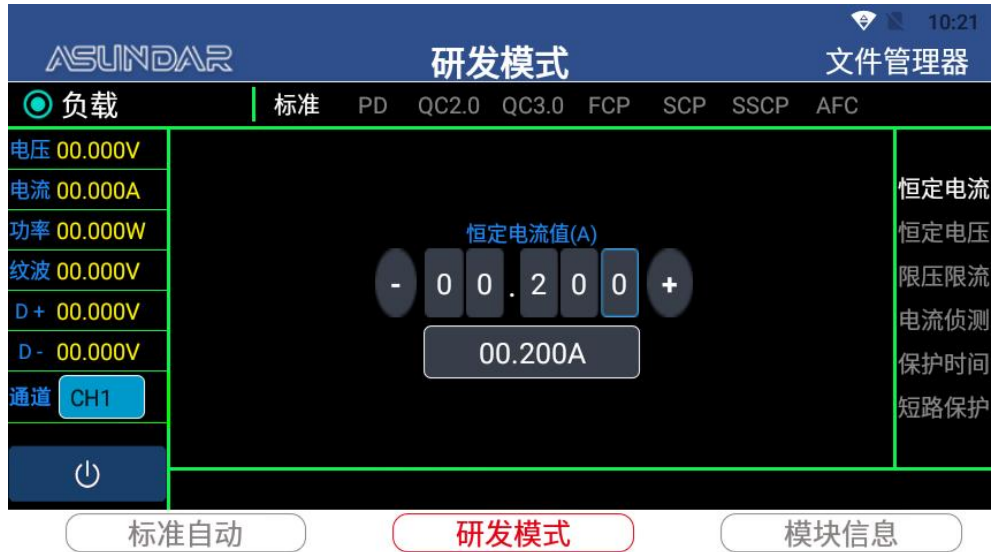 10:21
ASUNDAR 研发模式 文件管理器
负载 标准 PD QC2.0 QC3.0 FCP SCP SSCP AFC
电压 00.000V
电流 00.000A
功率 00.000W
纹波 00.000V
D+ 00.000V
D- 00.000V
通道 CH1
恒定电流值(A)
- 0 0 . 2 0 0 +
00.200A
恒定电流
恒定电压
限压限流
电流侦测
保护时间
短路保护
标准自动 研发模式 模块信息